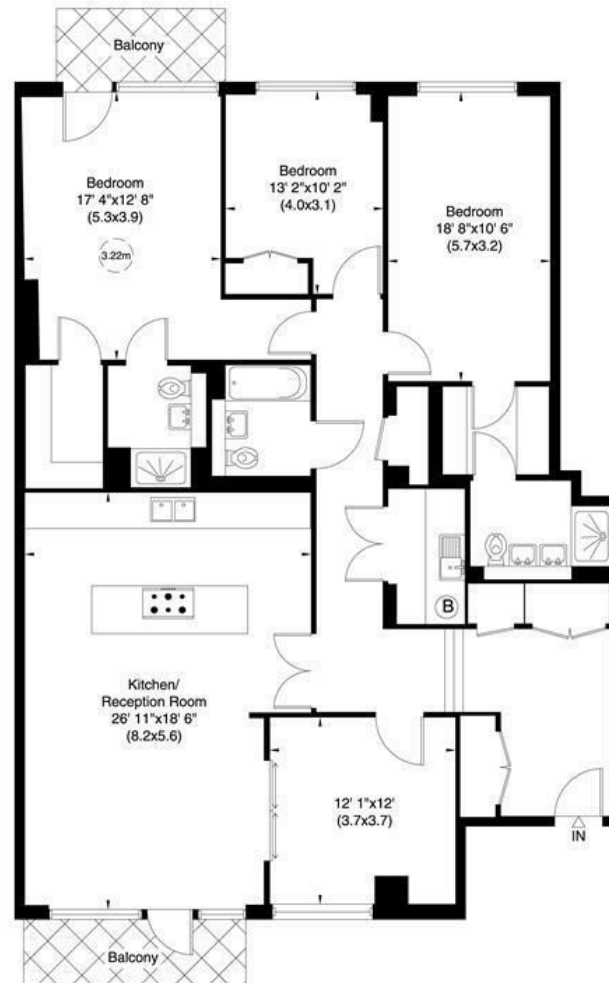 Balcony
Bedroom
17' 4"x12' 8"
(5.3x3.9)
3.22m
Bedroom
13' 2"x10' 2"
(4.0x3.1)
Bedroom
18' 8"x10' 6"
(5.7x3.2)
B
Kitchen/
Reception Room
26' 11"x18' 6"
(8.2x5.6)
12' 1"x12'
(3.7x3.7)
IN
Balcony